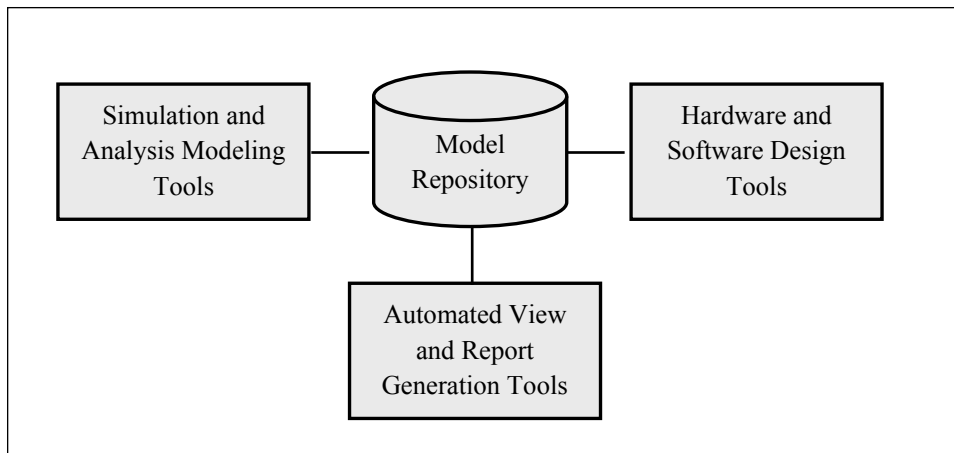 Simulation and
Analysis Modeling
Tools
Model
Repository
Hardware and
Software Design
Tools
Automated View
and Report
Generation Tools